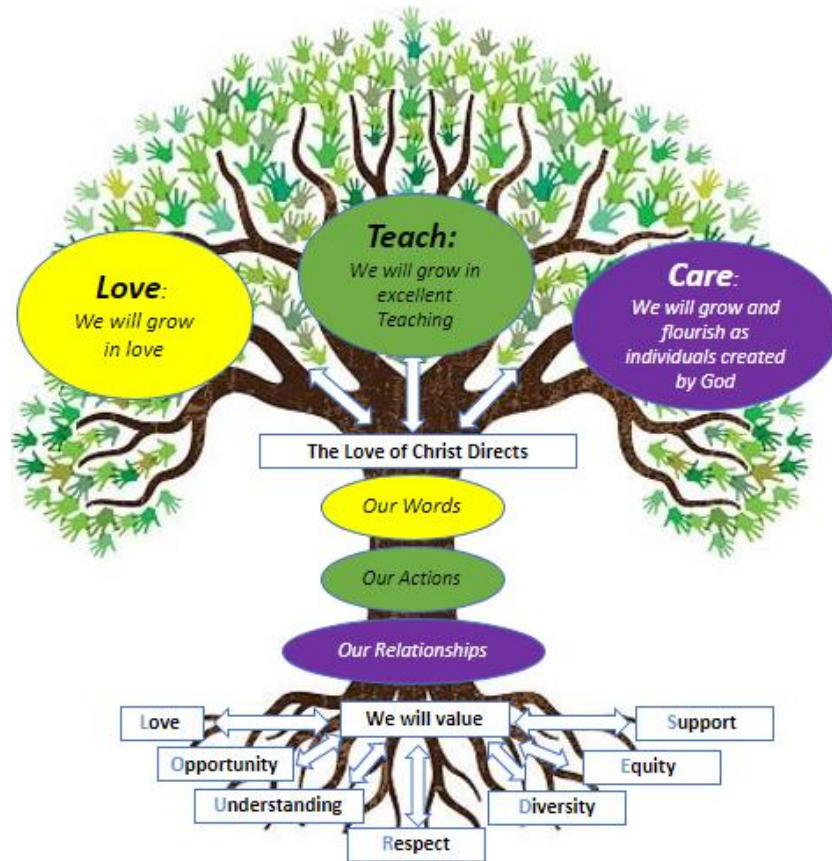 Teach:
We will grow in
excellent
Teaching
Love:
We will grow
in love
Care:
We will grow and
flourish as
individuals created
by God
The Love of Christ Directs
Our Words
Our Actions
Our Relationships
We will value
Love
Opportunity
Understanding
Respect
Diversity
Equity
Support